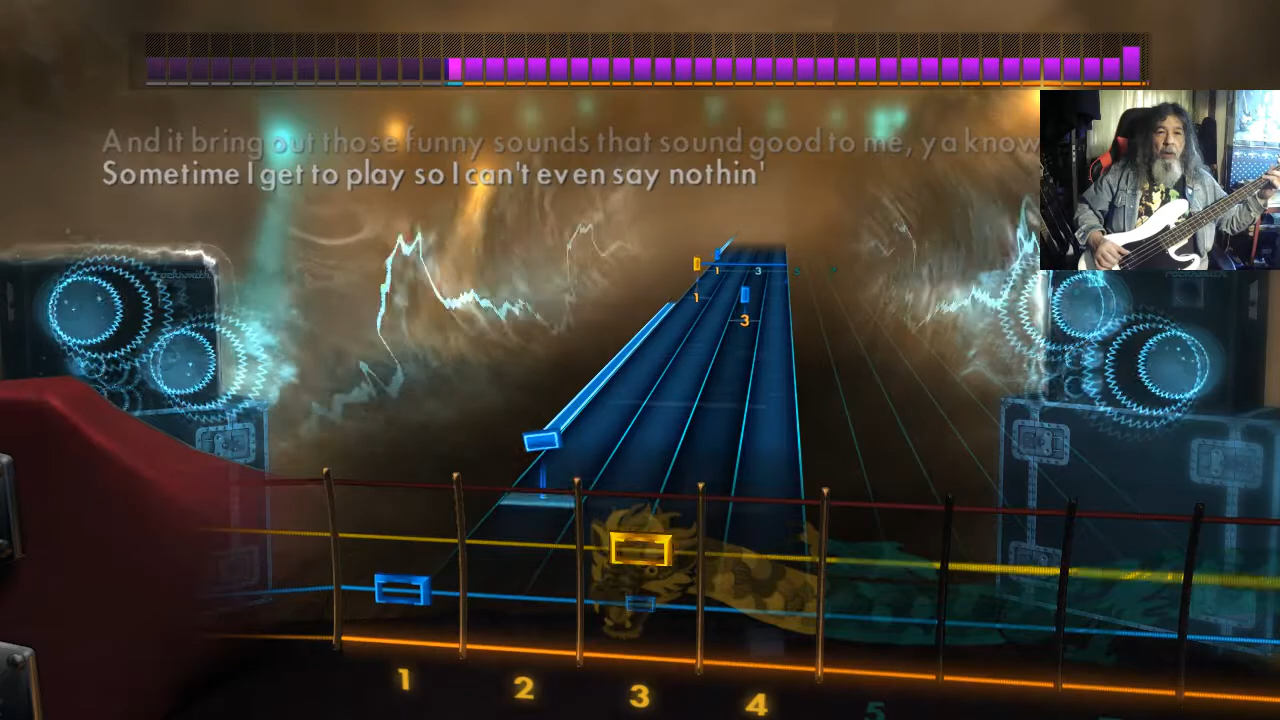 And it bring out those funny sounds that sound good to me, ya know
Sometime I get to play so I can't even say nothin'
1 3 5
1
3
1 2 3 4 5